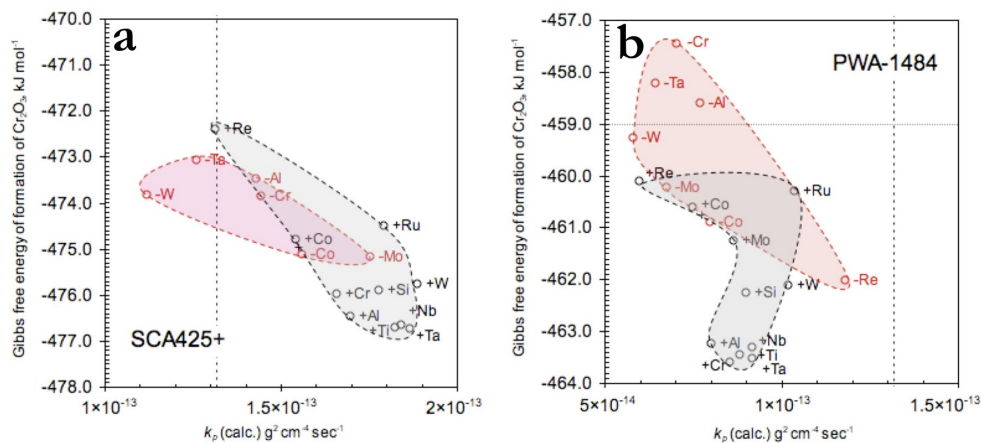 a
Gibbs free energy of formation of Cr₂O₃, kJ mol⁻¹
-470.0
-471.0
-472.0
-473.0
-474.0
-475.0
-476.0
-477.0
-478.0
+Re
-Ta
-Al
-W
-Cr
+Ru
+Co
-Co
-Mo
+W
+Cr
+Si
+Al
+Nb
+Ti
+Ta
SCA425+
1×10⁻¹³
1.5×10⁻¹³
2×10⁻¹³
kₚ (calc.) g² cm⁻⁴ sec⁻¹
b
Gibbs free energy of formation of Cr₂O₃, kJ mol⁻¹
-457.0
-458.0
-459.0
-460.0
-461.0
-462.0
-463.0
-464.0
-Cr
PWA-1484
-Ta
-Al
-W
+Re
-Mo
+Ru
+Co
-Co
+Mo
-Re
+W
+Si
+Al
+Nb
+Ti
+Cr
+Ta
5×10⁻¹⁴
1×10⁻¹³
1.5×10⁻¹³
kₚ (calc.) g² cm⁻⁴ sec⁻¹